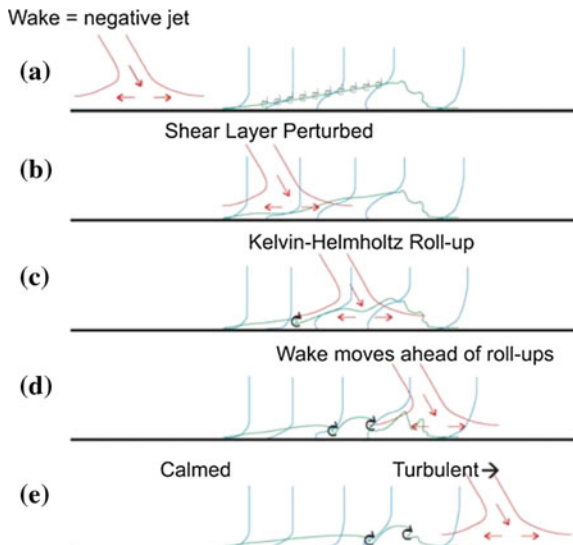 Wake = negative jet
(a)
Shear Layer Perturbed
(b)
Kelvin-Helmholtz Roll-up
(c)
Wake moves ahead of roll-ups
(d)
Calmed Turbulent→
(e)